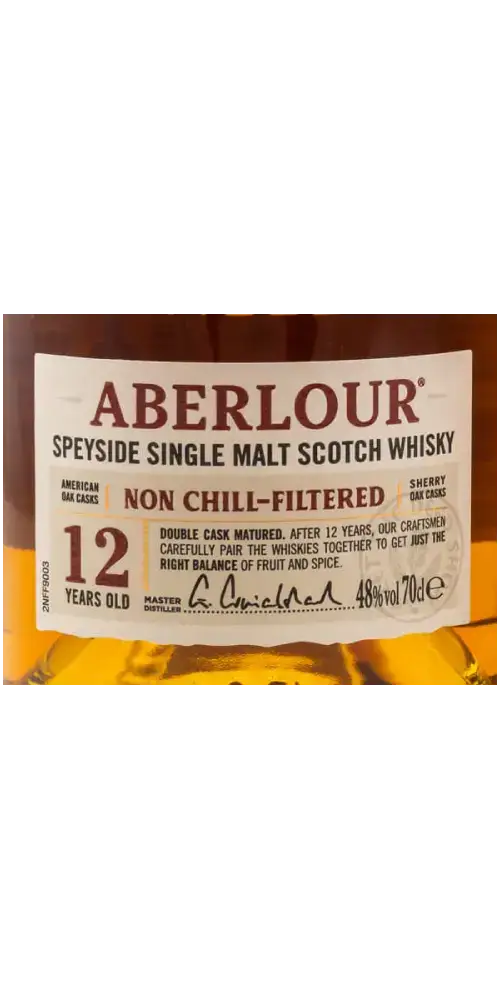 ABERLOUR®
SPEYSIDE SINGLE MALT SCOTCH WHISKY
AMERICAN
OAK CASKS
NON CHILL-FILTERED
SHERRY
OAK CASKS
12
YEARS OLD
DOUBLE CASK MATURED. AFTER 12 YEARS, OUR CRAFTSMEN
CAREFULLY PAIR THE WHISKIES TOGETHER TO GET JUST THE
RIGHT BALANCE OF FRUIT AND SPICE.
MASTER
DISTILLER
48%vol 70cl e
2NFF9003